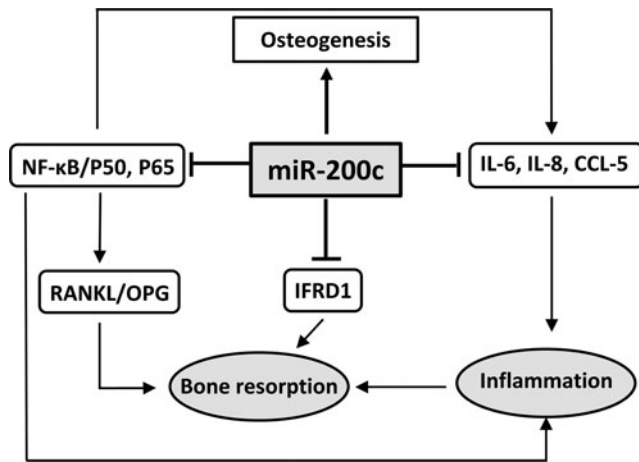 Osteogenesis
NF-κB/P50, P65
miR-200c
IL-6, IL-8, CCL-5
RANKL/OPG
IFRD1
Bone resorption
Inflammation